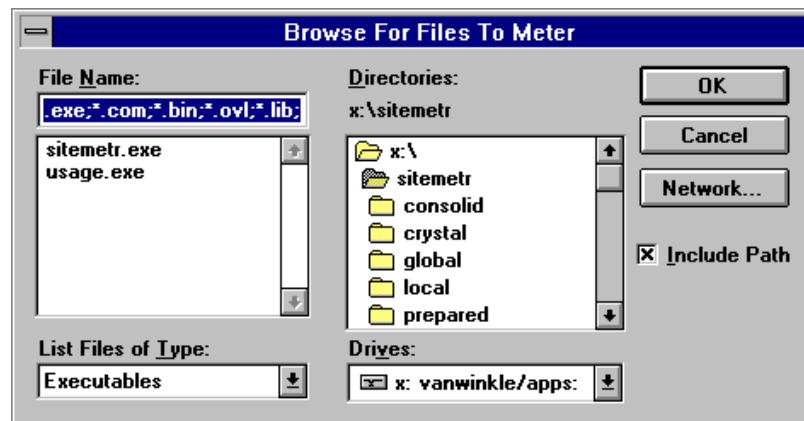 Browse For Files To Meter
File Name:
.exe;*.com;*.bin;*.ovl;*.lib;
sitemetr.exe
usage.exe
List Files of Type:
Executables
Directories:
x:\sitemetr
x:\
sitemetr
consolid
crystal
global
local
prepared
Drives:
x: vanwinkle/apps:
OK
Cancel
Network...
Include Path